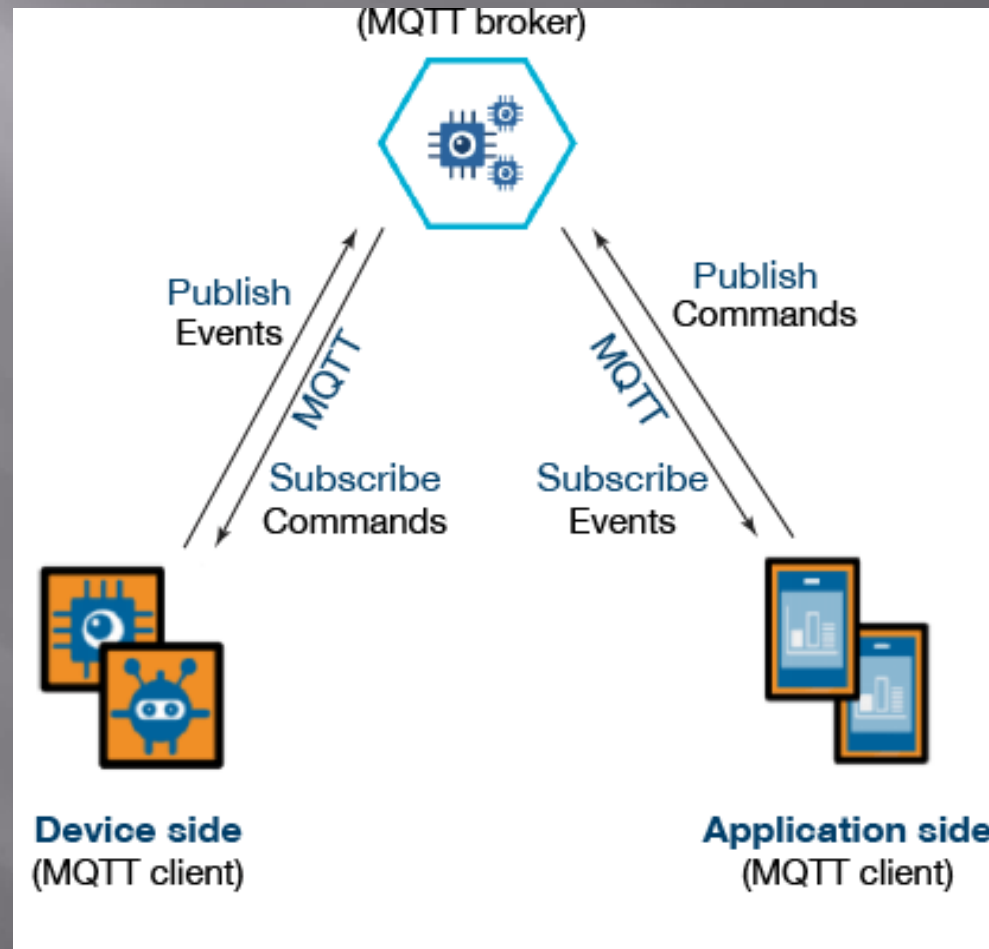 (MQTT broker)
Publish
Events
MQTT
Subscribe
Commands
Publish
Commands
MQTT
Subscribe
Events
Device side
(MQTT client)
Application side
(MQTT client)